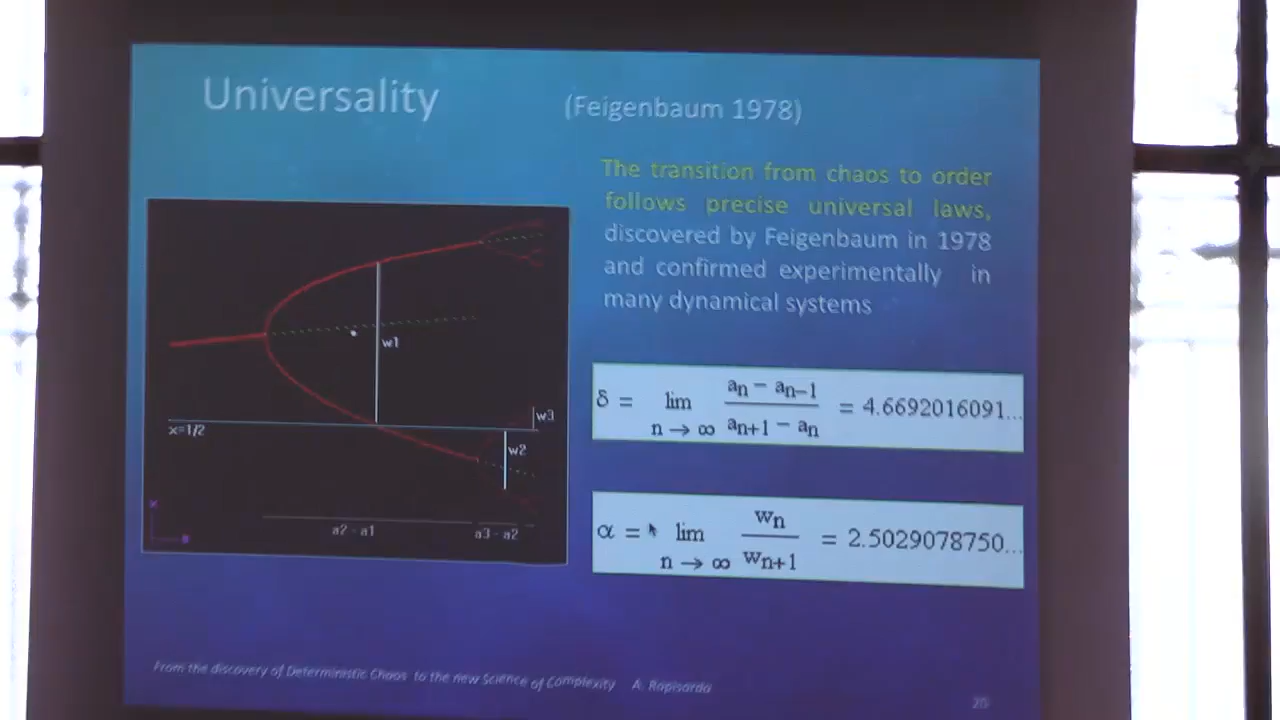 Universality
(Feigenbaum 1978)
The transition from chaos to order
follows precise universal laws,
discovered by Feigenbaum in 1978
and confirmed experimentally in
many dynamical systems
w1
w3
x=1/2
w2
x
a
a2 - a1
a3 - a2
δ = lim n → ∞ an − an−1 / an+1 − an = 4.6692016091...
α = lim n → ∞ wn / wn+1 = 2.5029078750...
From the discovery of Deterministic Chaos to the new Science of Complexity A. Rapisarda
20